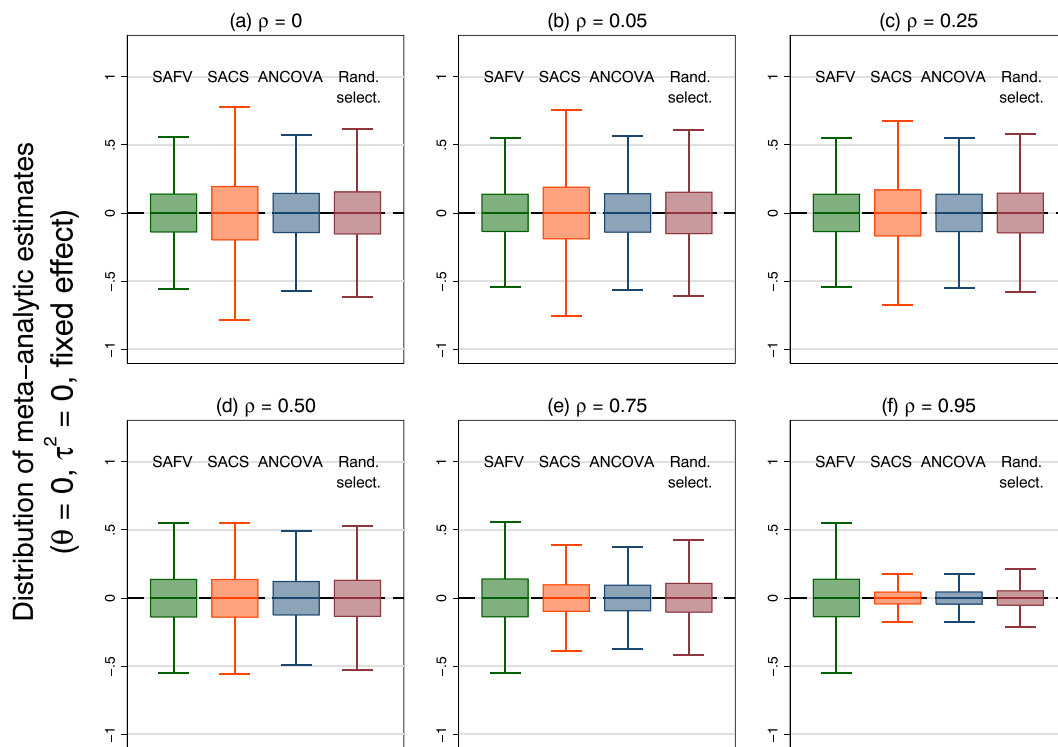 Distribution of meta−analytic estimates
(θ = 0, τ² = 0, fixed effect)
(a) ρ = 0
SAFV SACS ANCOVA Rand.
select.
1
.5
0
−.5
−1
(b) ρ = 0.05
SAFV SACS ANCOVA Rand.
select.
1
.5
0
−.5
−1
(c) ρ = 0.25
SAFV SACS ANCOVA Rand.
select.
1
.5
0
−.5
−1
(d) ρ = 0.50
SAFV SACS ANCOVA Rand.
select.
1
.5
0
−.5
−1
(e) ρ = 0.75
SAFV SACS ANCOVA Rand.
select.
1
.5
0
−.5
−1
(f) ρ = 0.95
SAFV SACS ANCOVA Rand.
select.
1
.5
0
−.5
−1